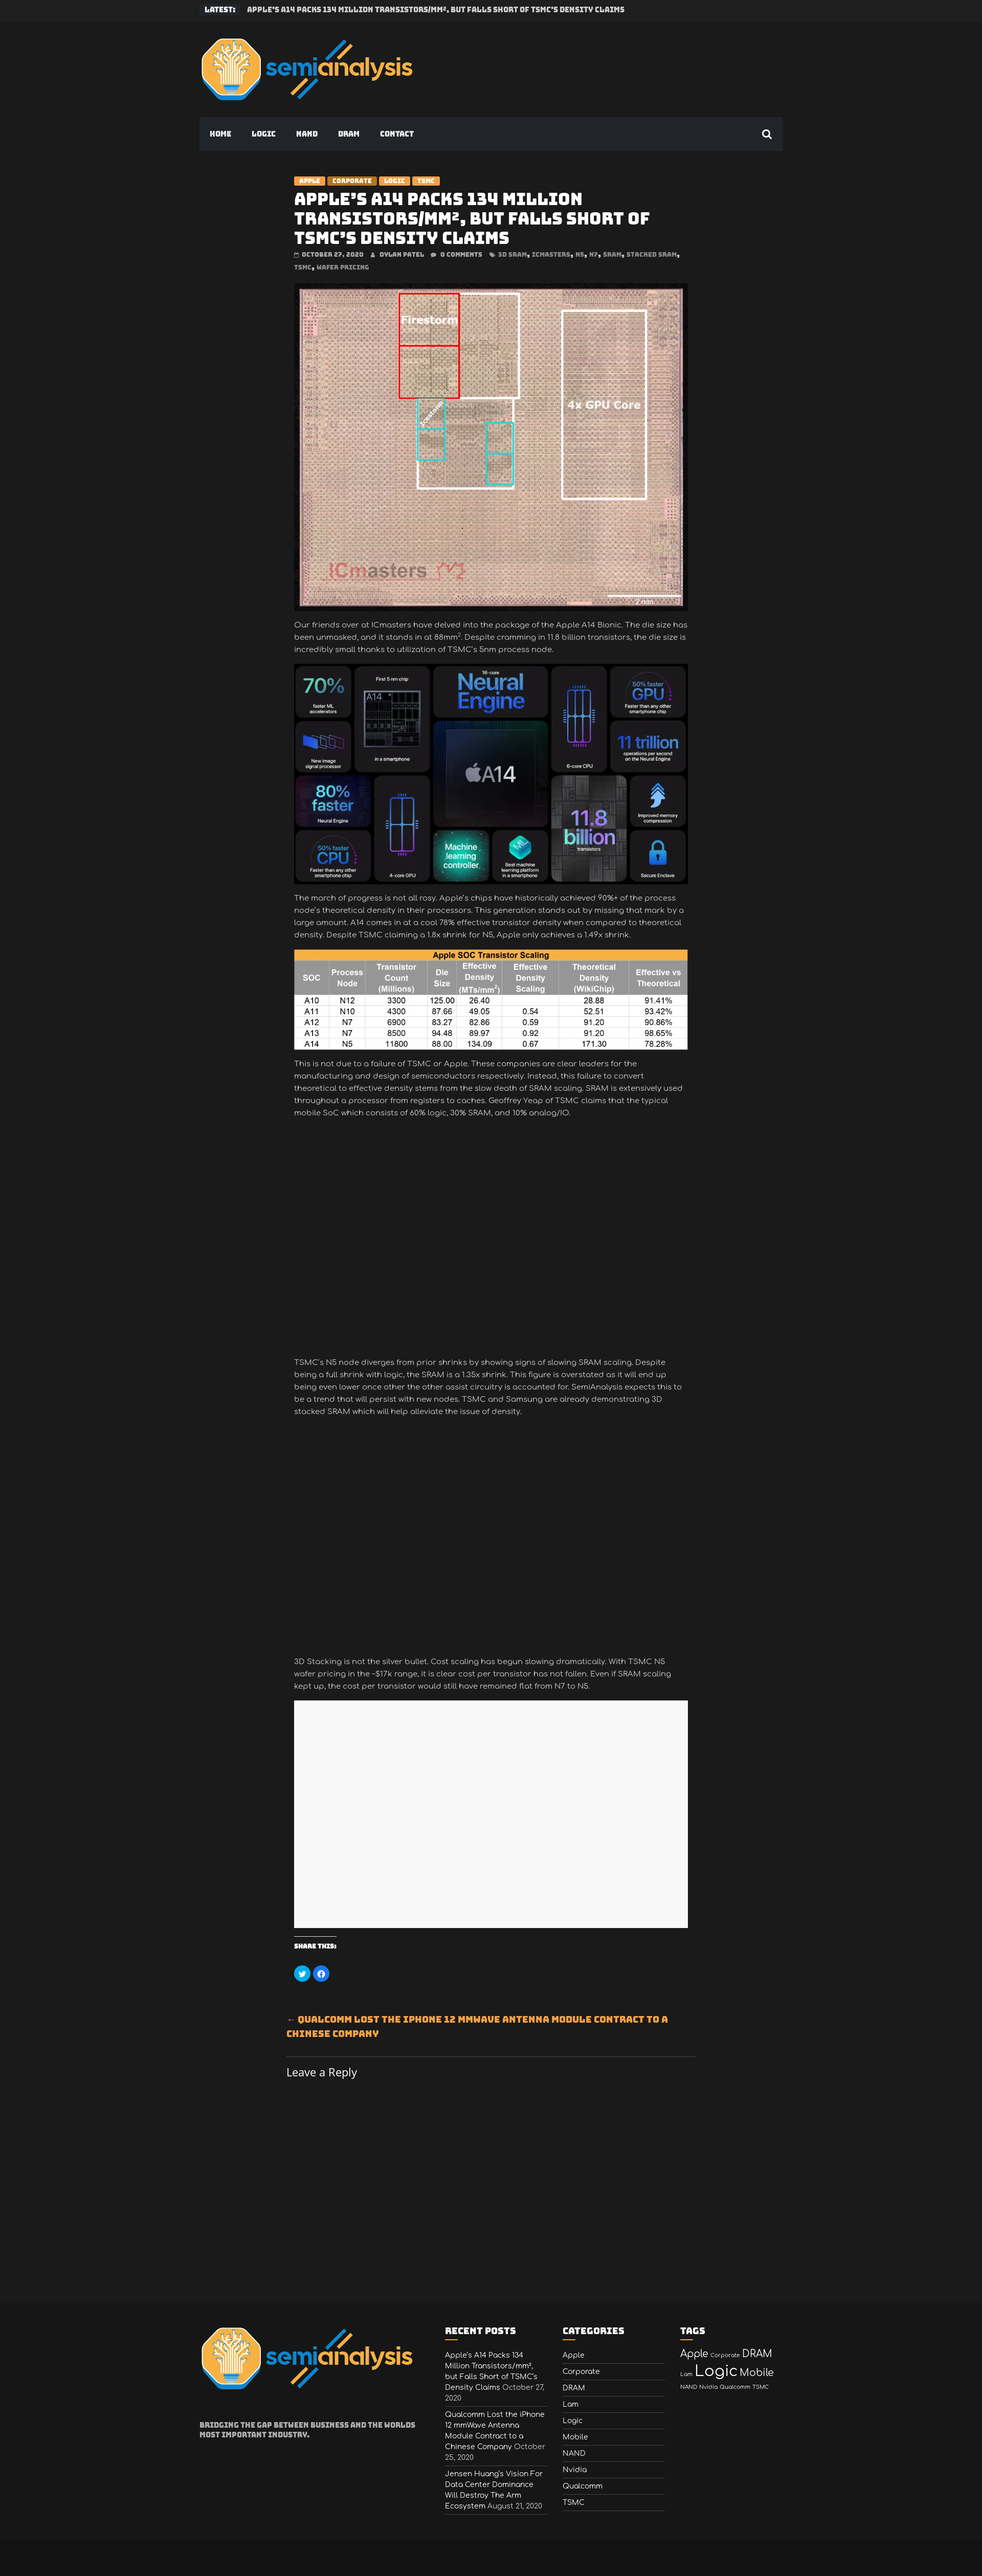 LATEST: APPLE'S A14 PACKS 134 MILLION TRANSISTORS/MM², BUT FALLS SHORT OF TSMC'S DENSITY CLAIMS
semianalysis
HOME LOGIC NAND DRAM CONTACT
APPLE CORPORATE LOGIC TSMC
APPLE'S A14 PACKS 134 MILLION
TRANSISTORS/MM², BUT FALLS SHORT OF
TSMC'S DENSITY CLAIMS
OCTOBER 27, 2020 DYLAN PATEL 0 COMMENTS 3D SRAM, ICMASTERS, N5, N7, SRAM, STACKED SRAM,
TSMC, WAFER PRICING
Firestorm
4x GPU Core
Icestorm
ICmasters
2 mm
Our friends over at ICmasters have delved into the package of the Apple A14 Bionic. The die size has
been unmasked, and it stands in at 88mm². Despite cramming in 11.8 billion transistors, the die size is
incredibly small thanks to utilization of TSMC's 5nm process node.
70%
faster ML
accelerators
First 5 nm chip
A14
in a smartphone
16-core
Neural
Engine
6-core CPU
50% faster
GPU
Faster than any other
smartphone chip
New image
signal processor
A14
11 trillion
operations per second
on the Neural Engine
80%
faster
Neural Engine
4-core GPU
11.8
billion
transistors
Improved memory
compression
50% faster
CPU
Faster than any other
smartphone chip
Machine
learning
controller
Best machine
learning platform
in a smartphone
Secure Enclave
The march of progress is not all rosy. Apple's chips have historically achieved 90%+ of the process
node's theoretical density in their processors. This generation stands out by missing that mark by a
large amount. A14 comes in at a cool 78% effective transistor density when compared to theoretical
density. Despite TSMC claiming a 1.8x shrink for N5, Apple only achieves a 1.49x shrink.
Apple SOC Transistor Scaling
SOC Process Node Transistor Count (Millions) Die Size Effective Density (MTs/mm²) Effective Density Scaling Theoretical Density (WikiChip) Effective vs Theoretical
A10 N12 3300 125.00 26.40 28.88 91.41%
A11 N10 4300 87.66 49.05 0.54 52.51 93.42%
A12 N7 6900 83.27 82.86 0.59 91.20 90.86%
A13 N7 8500 94.48 89.97 0.92 91.20 98.65%
A14 N5 11800 88.00 134.09 0.67 171.30 78.28%
This is not due to a failure of TSMC or Apple. These companies are clear leaders for the
manufacturing and design of semiconductors respectively. Instead, this failure to convert
theoretical to effective density stems from the slow death of SRAM scaling. SRAM is extensively used
throughout a processor from registers to caches. Geoffrey Yeap of TSMC claims that the typical
mobile SoC which consists of 60% logic, 30% SRAM, and 10% analog/IO.
TSMC's N5 node diverges from prior shrinks by showing signs of slowing SRAM scaling. Despite
being a full shrink with logic, the SRAM is a 1.35x shrink. This figure is overstated as it will end up
being even lower once other the other assist circuitry is accounted for. SemiAnalysis expects this to
be a trend that will persist with new nodes. TSMC and Samsung are already demonstrating 3D
stacked SRAM which will help alleviate the issue of density.
3D Stacking is not the silver bullet. Cost scaling has begun slowing dramatically. With TSMC N5
wafer pricing in the ~$17k range, it is clear cost per transistor has not fallen. Even if SRAM scaling
kept up, the cost per transistor would still have remained flat from N7 to N5.
SHARE THIS:
← QUALCOMM LOST THE IPHONE 12 MMWAVE ANTENNA MODULE CONTRACT TO A
CHINESE COMPANY
Leave a Reply
semianalysis
BRIDGING THE GAP BETWEEN BUSINESS AND THE WORLDS
MOST IMPORTANT INDUSTRY.
RECENT POSTS
Apple's A14 Packs 134
Million Transistors/mm²,
but Falls Short of TSMC's
Density Claims October 27,
2020
Qualcomm Lost the iPhone
12 mmWave Antenna
Module Contract to a
Chinese Company October
25, 2020
Jensen Huang's Vision For
Data Center Dominance
Will Destroy The Arm
Ecosystem August 21, 2020
CATEGORIES
Apple
Corporate
DRAM
Lam
Logic
Mobile
NAND
Nvidia
Qualcomm
TSMC
TAGS
Apple Corporate DRAM
Lam Logic Mobile
NAND Nvidia Qualcomm TSMC